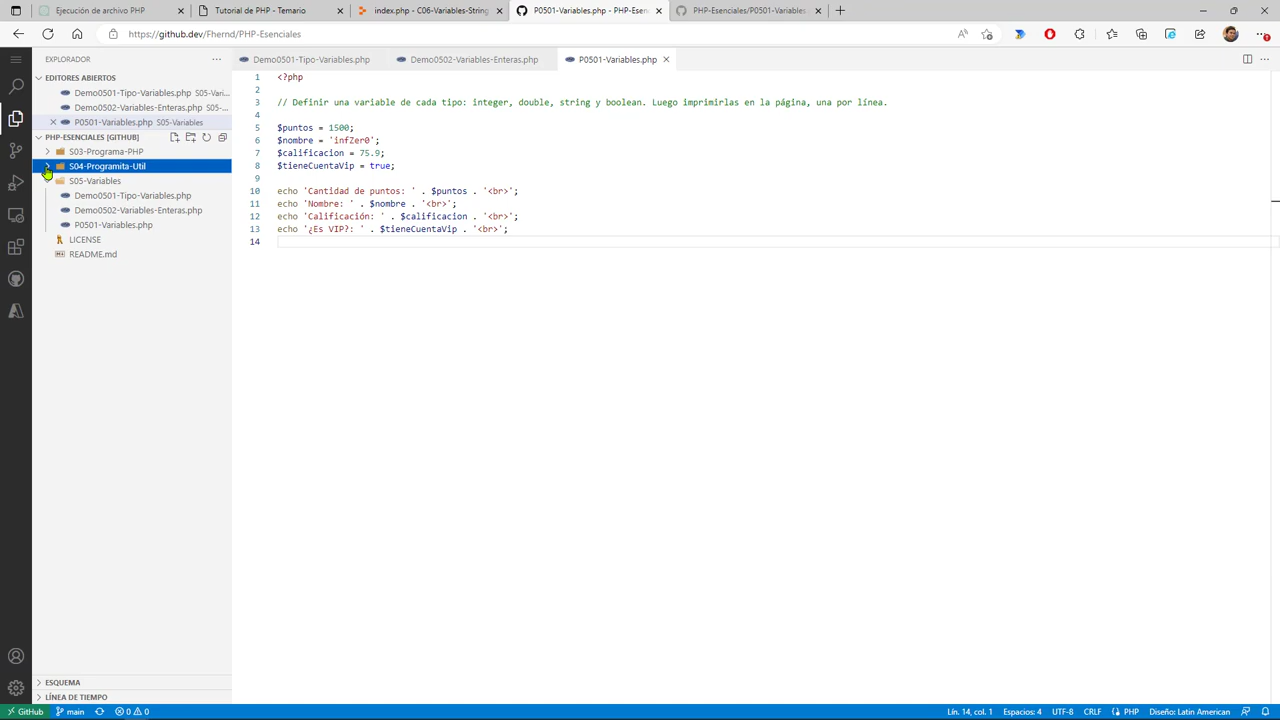 Ejecución de archivo PHP
Tutorial de PHP - Temario
index.php - C06-Variables-String
P0501-Variables.php - PHP-Esen
PHP-Esenciales/P0501-Variables
https://github.dev/Fhernd/PHP-Esenciales
EXPLORADOR
EDITORES ABIERTOS
Demo0501-Tipo-Variables.php S05-Vari...
Demo0502-Variables-Enteras.php S05-...
P0501-Variables.php S05-Variables
PHP-ESENCIALES [GITHUB]
S03-Programa-PHP
S04-Programita-Util
S05-Variables
Demo0501-Tipo-Variables.php
Demo0502-Variables-Enteras.php
P0501-Variables.php
LICENSE
README.md
ESQUEMA
LÍNEA DE TIEMPO
Demo0501-Tipo-Variables.php
Demo0502-Variables-Enteras.php
P0501-Variables.php
1 <?php
2
3 // Definir una variable de cada tipo: integer, double, string y boolean. Luego imprimirlas en la página, una por línea.
4
5 $puntos = 1500;
6 $nombre = 'infZer0';
7 $calificacion = 75.9;
8 $tieneCuentaVip = true;
9
10 echo 'Cantidad de puntos: ' . $puntos . '<br>';
11 echo 'Nombre: ' . $nombre . '<br>';
12 echo 'Calificación: ' . $calificacion . '<br>';
13 echo '¿Es VIP?: ' . $tieneCuentaVip . '<br>';
14
GitHub main 0 0 Lín. 14, col. 1 Espacios: 4 UTF-8 CRLF PHP Diseño: Latin American